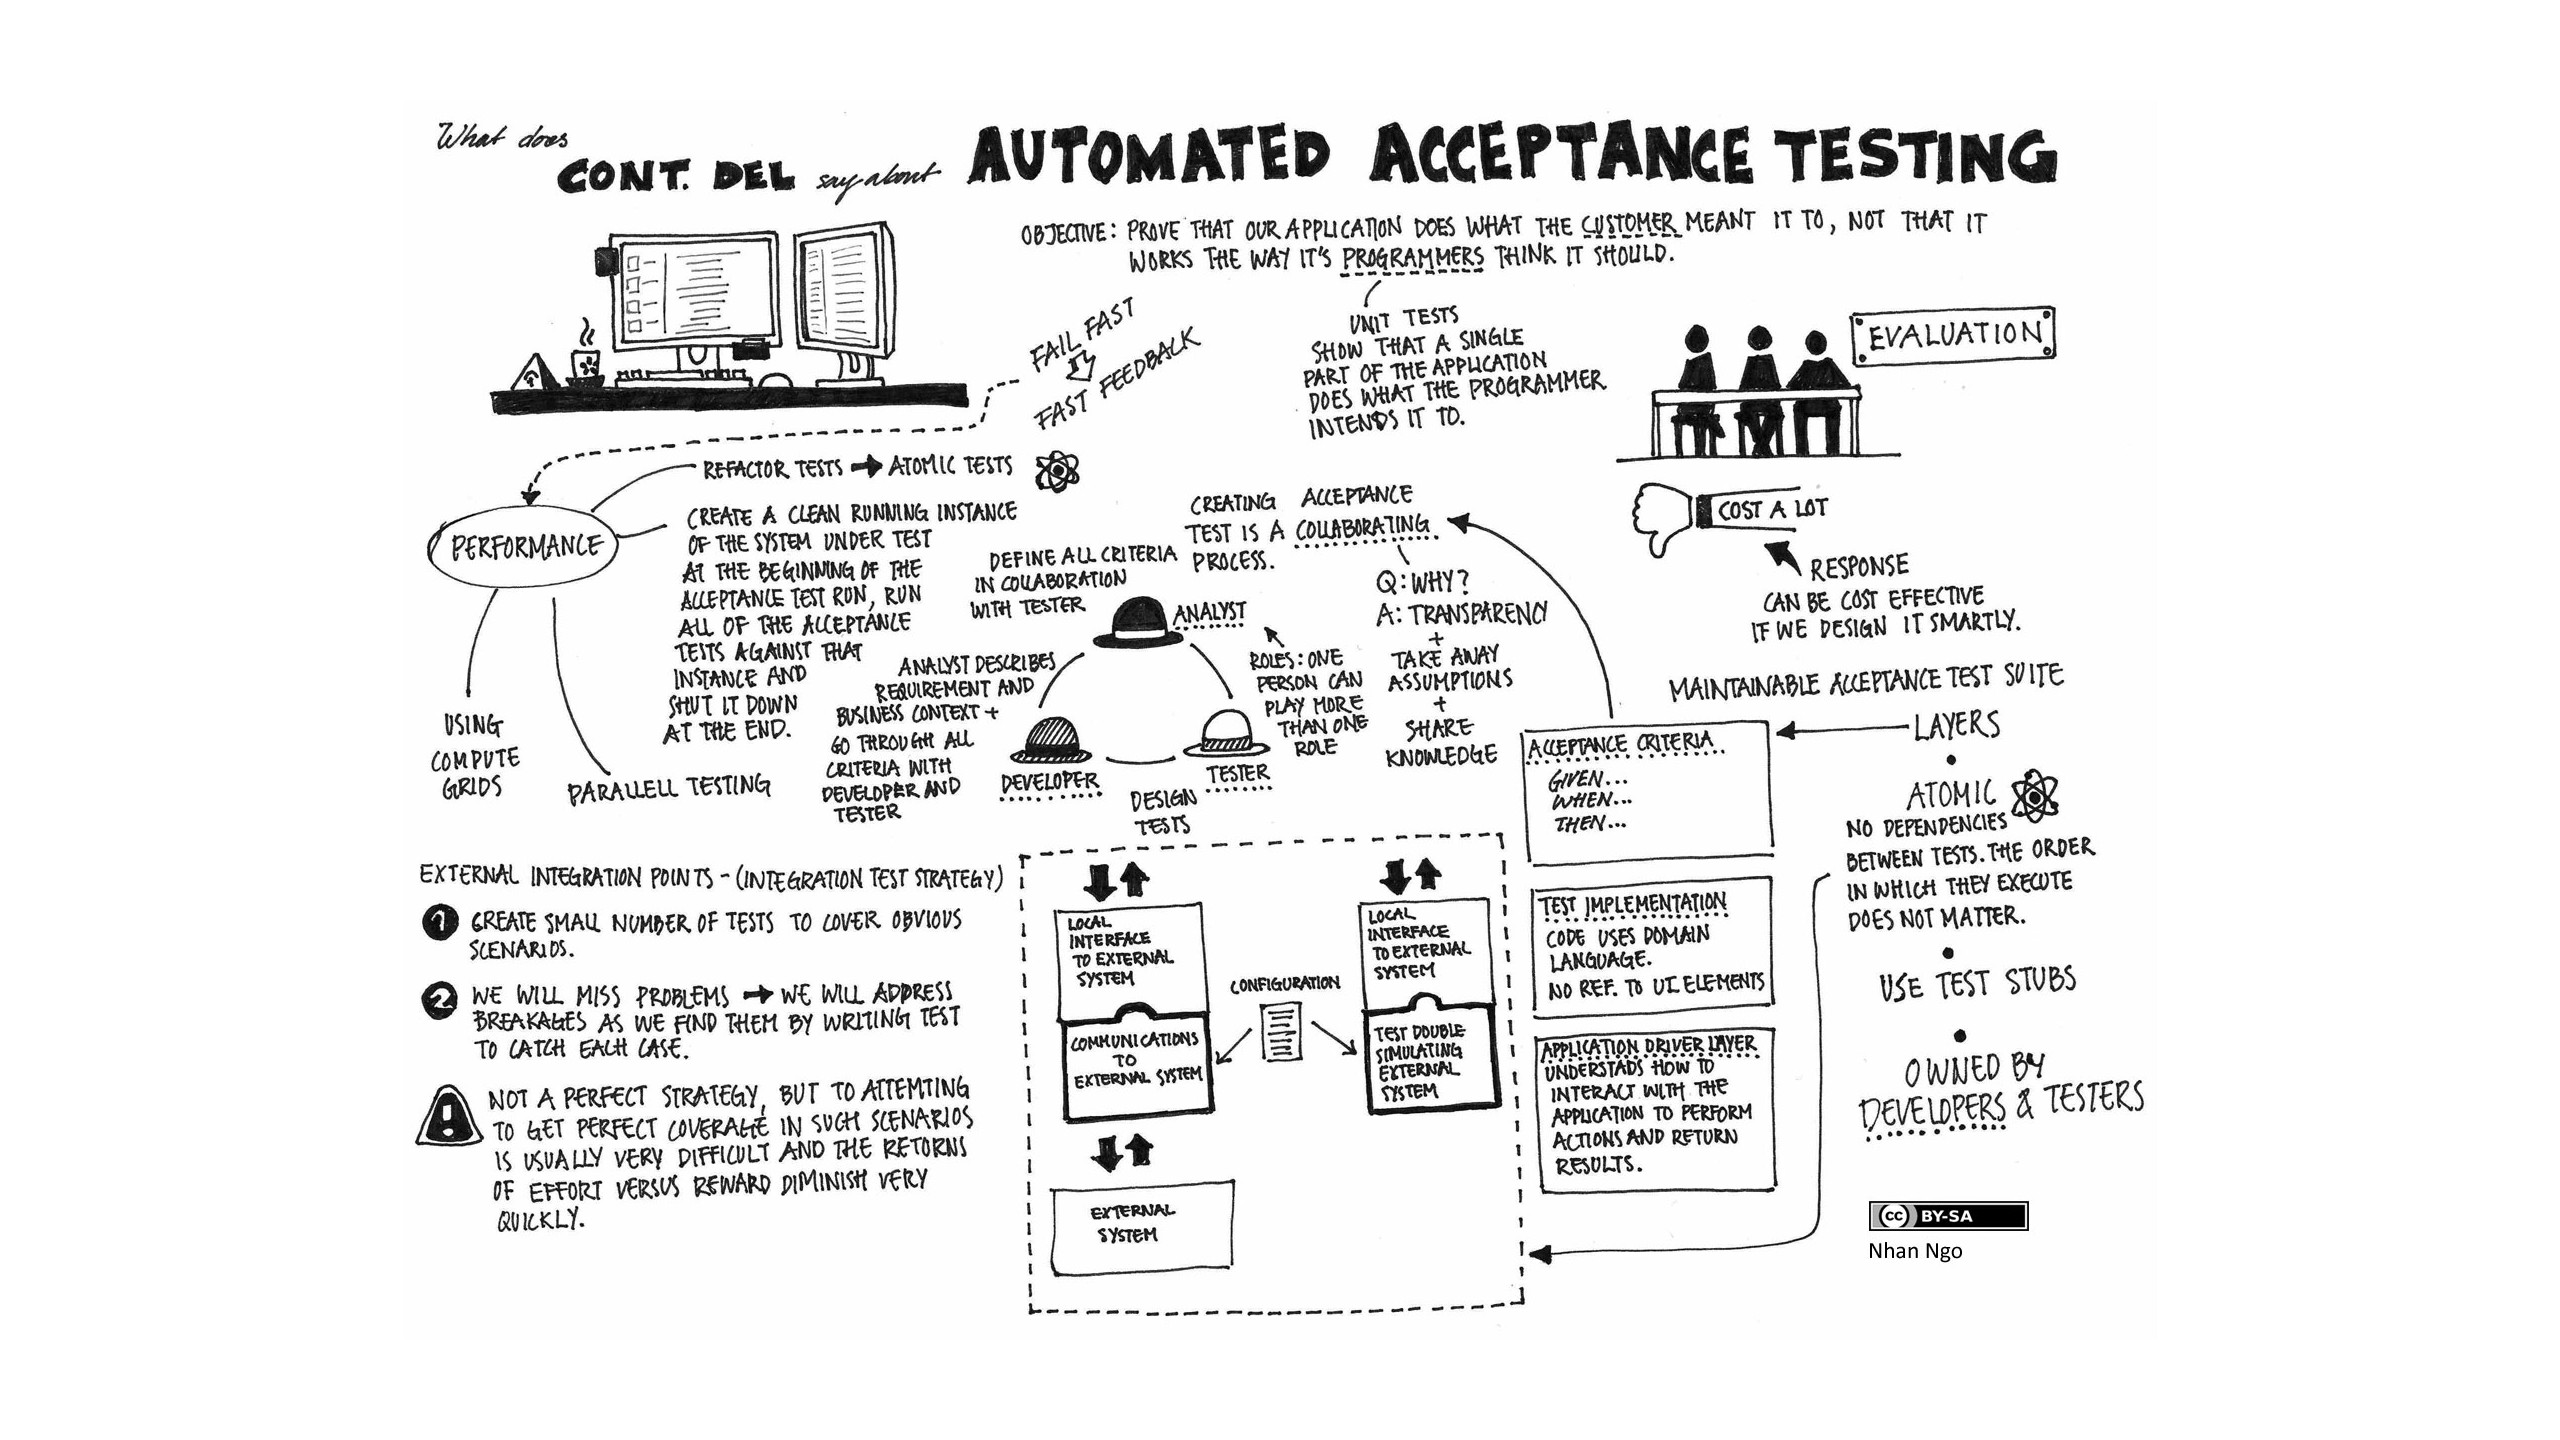 What does
CONT. DEL say about AUTOMATED ACCEPTANCE TESTING
OBJECTIVE: PROVE THAT OUR APPLICATION DOES WHAT THE CUSTOMER MEANT IT TO, NOT THAT IT
WORKS THE WAY IT'S PROGRAMMERS THINK IT SHOULD.
FAIL FAST
FAST FEEDBACK
UNIT TESTS
SHOW THAT A SINGLE
PART OF THE APPLICATION
DOES WHAT THE PROGRAMMER
INTENDS IT TO.
EVALUATION
COST A LOT
RESPONSE
CAN BE COST EFFECTIVE
IF WE DESIGN IT SMARTLY.
PERFORMANCE
REFACTOR TESTS → ATOMIC TESTS
CREATE A CLEAN RUNNING INSTANCE
OF THE SYSTEM UNDER TEST
AT THE BEGINNING OF THE
ACCEPTANCE TEST RUN, RUN
ALL OF THE ACCEPTANCE
TESTS AGAINST THAT
INSTANCE AND
SHUT IT DOWN
AT THE END.
USING
COMPUTE
GRIDS
PARALLELL TESTING
CREATING ACCEPTANCE
TEST IS A COLLABORATING
PROCESS.
Q: WHY?
A: TRANSPARENCY
+
TAKE AWAY
ASSUMPTIONS
+
SHARE
KNOWLEDGE
DEFINE ALL CRITERIA
IN COLLABORATION
WITH TESTER
ANALYST
ROLES: ONE
PERSON CAN
PLAY MORE
THAN ONE
ROLE
ANALYST DESCRIBES
REQUIREMENT AND
BUSINESS CONTEXT +
GO THROUGH ALL
CRITERIA WITH
DEVELOPER AND
TESTER
DEVELOPER
TESTER
DESIGN
TESTS
MAINTAINABLE ACCEPTANCE TEST SUITE
LAYERS
•
ATOMIC
NO DEPENDENCIES
BETWEEN TESTS. THE ORDER
IN WHICH THEY EXECUTE
DOES NOT MATTER.
•
USE TEST STUBS
•
OWNED BY
DEVELOPERS & TESTERS
ACCEPTANCE CRITERIA
GIVEN...
WHEN...
THEN...
TEST IMPLEMENTATION
CODE USES DOMAIN
LANGUAGE.
NO REF. TO UI ELEMENTS
APPLICATION DRIVER LAYER
UNDERSTADS HOW TO
INTERACT WITH THE
APPLICATION TO PERFORM
ACTIONS AND RETURN
RESULTS.
EXTERNAL INTEGRATION POINTS - (INTEGRATION TEST STRATEGY)
1 CREATE SMALL NUMBER OF TESTS TO COVER OBVIOUS
SCENARIOS.
2 WE WILL MISS PROBLEMS → WE WILL ADDRESS
BREAKAGES AS WE FIND THEM BY WRITING TEST
TO CATCH EACH CASE.
! NOT A PERFECT STRATEGY, BUT TO ATTEMTING
TO GET PERFECT COVERAGE IN SUCH SCENARIOS
IS USUALLY VERY DIFFICULT AND THE RETURNS
OF EFFORT VERSUS REWARD DIMINISH VERY
QUICKLY.
LOCAL
INTERFACE
TO EXTERNAL
SYSTEM
COMMUNICATIONS
TO
EXTERNAL SYSTEM
EXTERNAL
SYSTEM
CONFIGURATION
LOCAL
INTERFACE
TO EXTERNAL
SYSTEM
TEST DOUBLE
SIMULATING
EXTERNAL
SYSTEM
cc BY-SA
Nhan Ngo